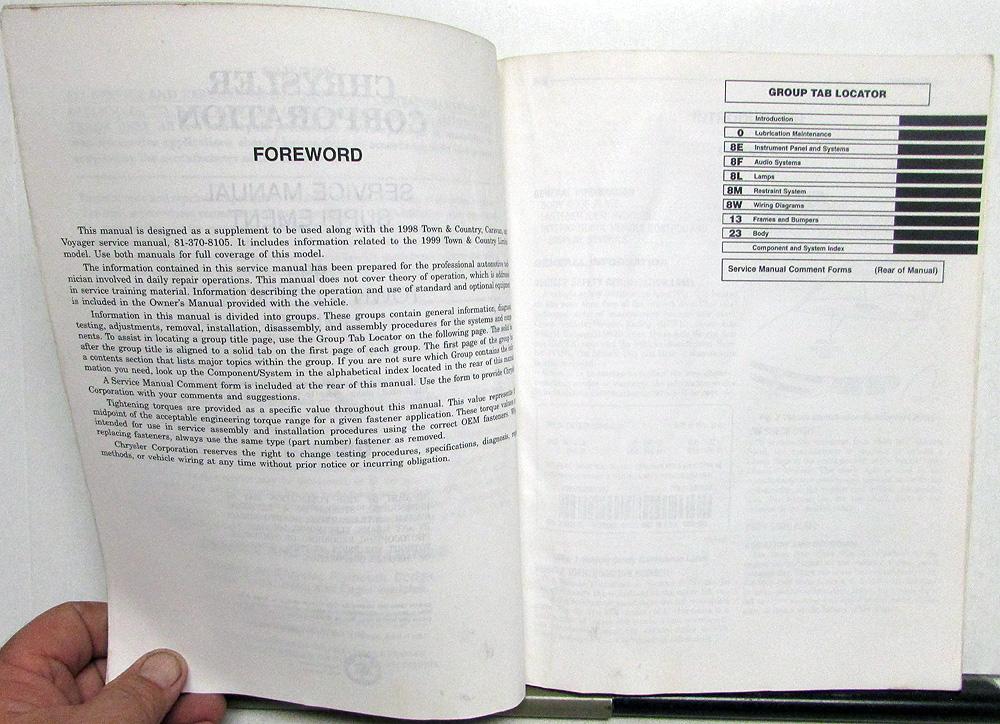 FOREWORD
This manual is designed as a supplement to be used along with the 1998 Town & Country, Caravan,
Voyager service manual, 81-370-8105. It includes information related to the 1999 Town & Country
model. Use both manuals for full coverage of this model.
The information contained in this service manual has been prepared for the professional automotive
nician involved in daily repair operations. This manual does not cover theory of operation, which is
in service training material. Information describing the operation and use of standard and optional
is included in the Owner's Manual provided with the vehicle.
Information in this manual is divided into groups. These groups contain general information,
testing, adjustments, removal, installation, disassembly, and assembly procedures for the systems and
nents. To assist in locating a group title page, use the Group Tab Locator on the following page. The
after the group title is aligned to a solid tab on the first page of each group. The first page of the group
a contents section that lists major topics within the group. If you are not sure which Group contains the
mation you need, look up the Component/System in the alphabetical index located in the rear of this
A Service Manual Comment form is included at the rear of this manual. Use the form to provide
Corporation with your comments and suggestions.
Tightening torques are provided as a specific value throughout this manual. This value represents
midpoint of the acceptable engineering torque range for a given fastener application. These torque values
intended for use in service assembly and installation procedures using the correct OEM fasteners.
replacing fasteners, always use the same type (part number) fastener as removed.
Chrysler Corporation reserves the right to change testing procedures, specifications, diagnosis,
methods, or vehicle wiring at any time without prior notice or incurring obligation.
GROUP TAB LOCATOR
Introduction
0 Lubrication Maintenance
8E Instrument Panel and Systems
8F Audio Systems
8L Lamps
8M Restraint System
8W Wiring Diagrams
13 Frames and Bumpers
23 Body
Component and System Index
Service Manual Comment Forms (Rear of Manual)